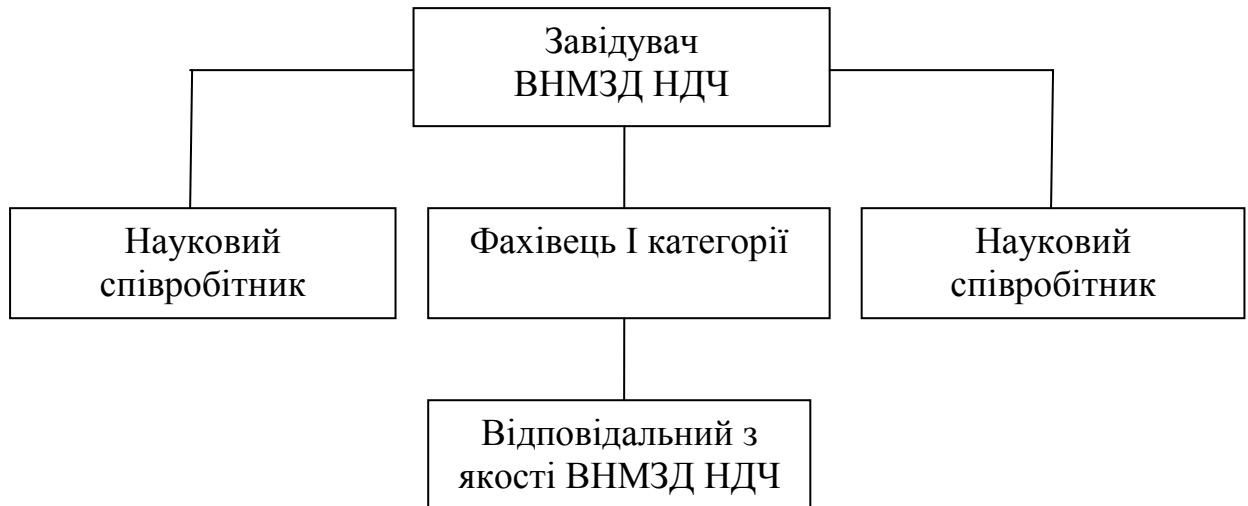 Завідувач
ВНМЗД НДЧ
Науковий
співробітник
Фахівець І категорії
Науковий
співробітник
Відповідальний з
якості ВНМЗД НДЧ